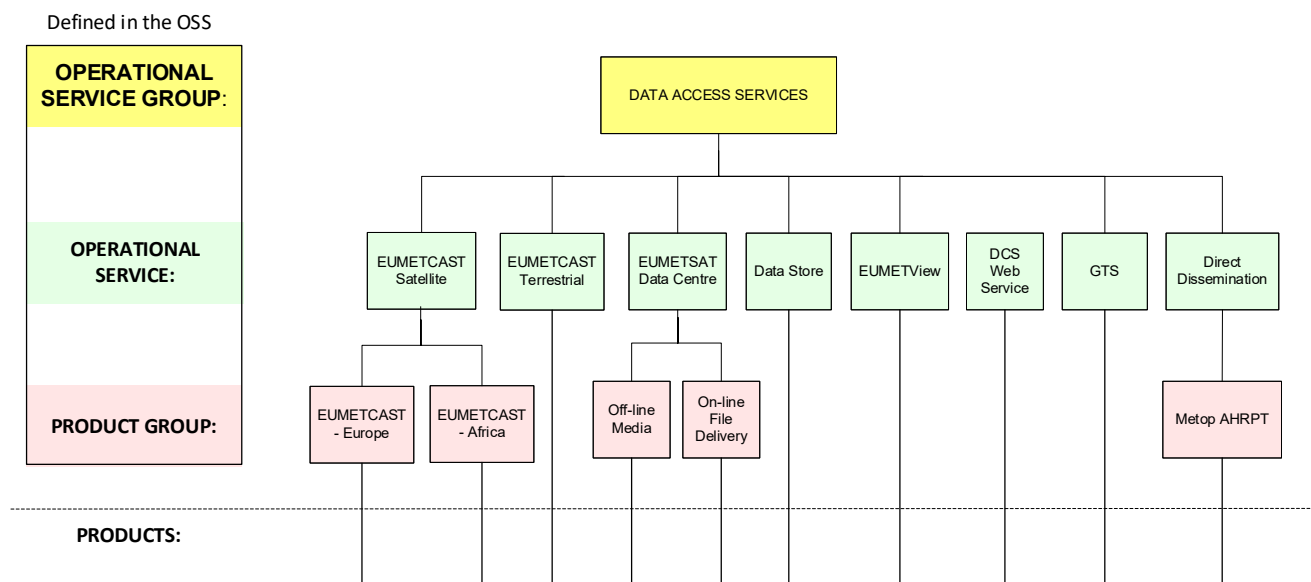 Defined in the OSS
OPERATIONAL
SERVICE GROUP:
DATA ACCESS SERVICES
OPERATIONAL
SERVICE:
EUMETCAST
Satellite
EUMETCAST
Terrestrial
EUMETSAT
Data Centre
Data Store
EUMETView
DCS
Web
Service
GTS
Direct
Dissemination
PRODUCT GROUP:
EUMETCAST
- Europe
EUMETCAST
- Africa
Off-line
Media
On-line
File
Delivery
Metop AHRPT
PRODUCTS: